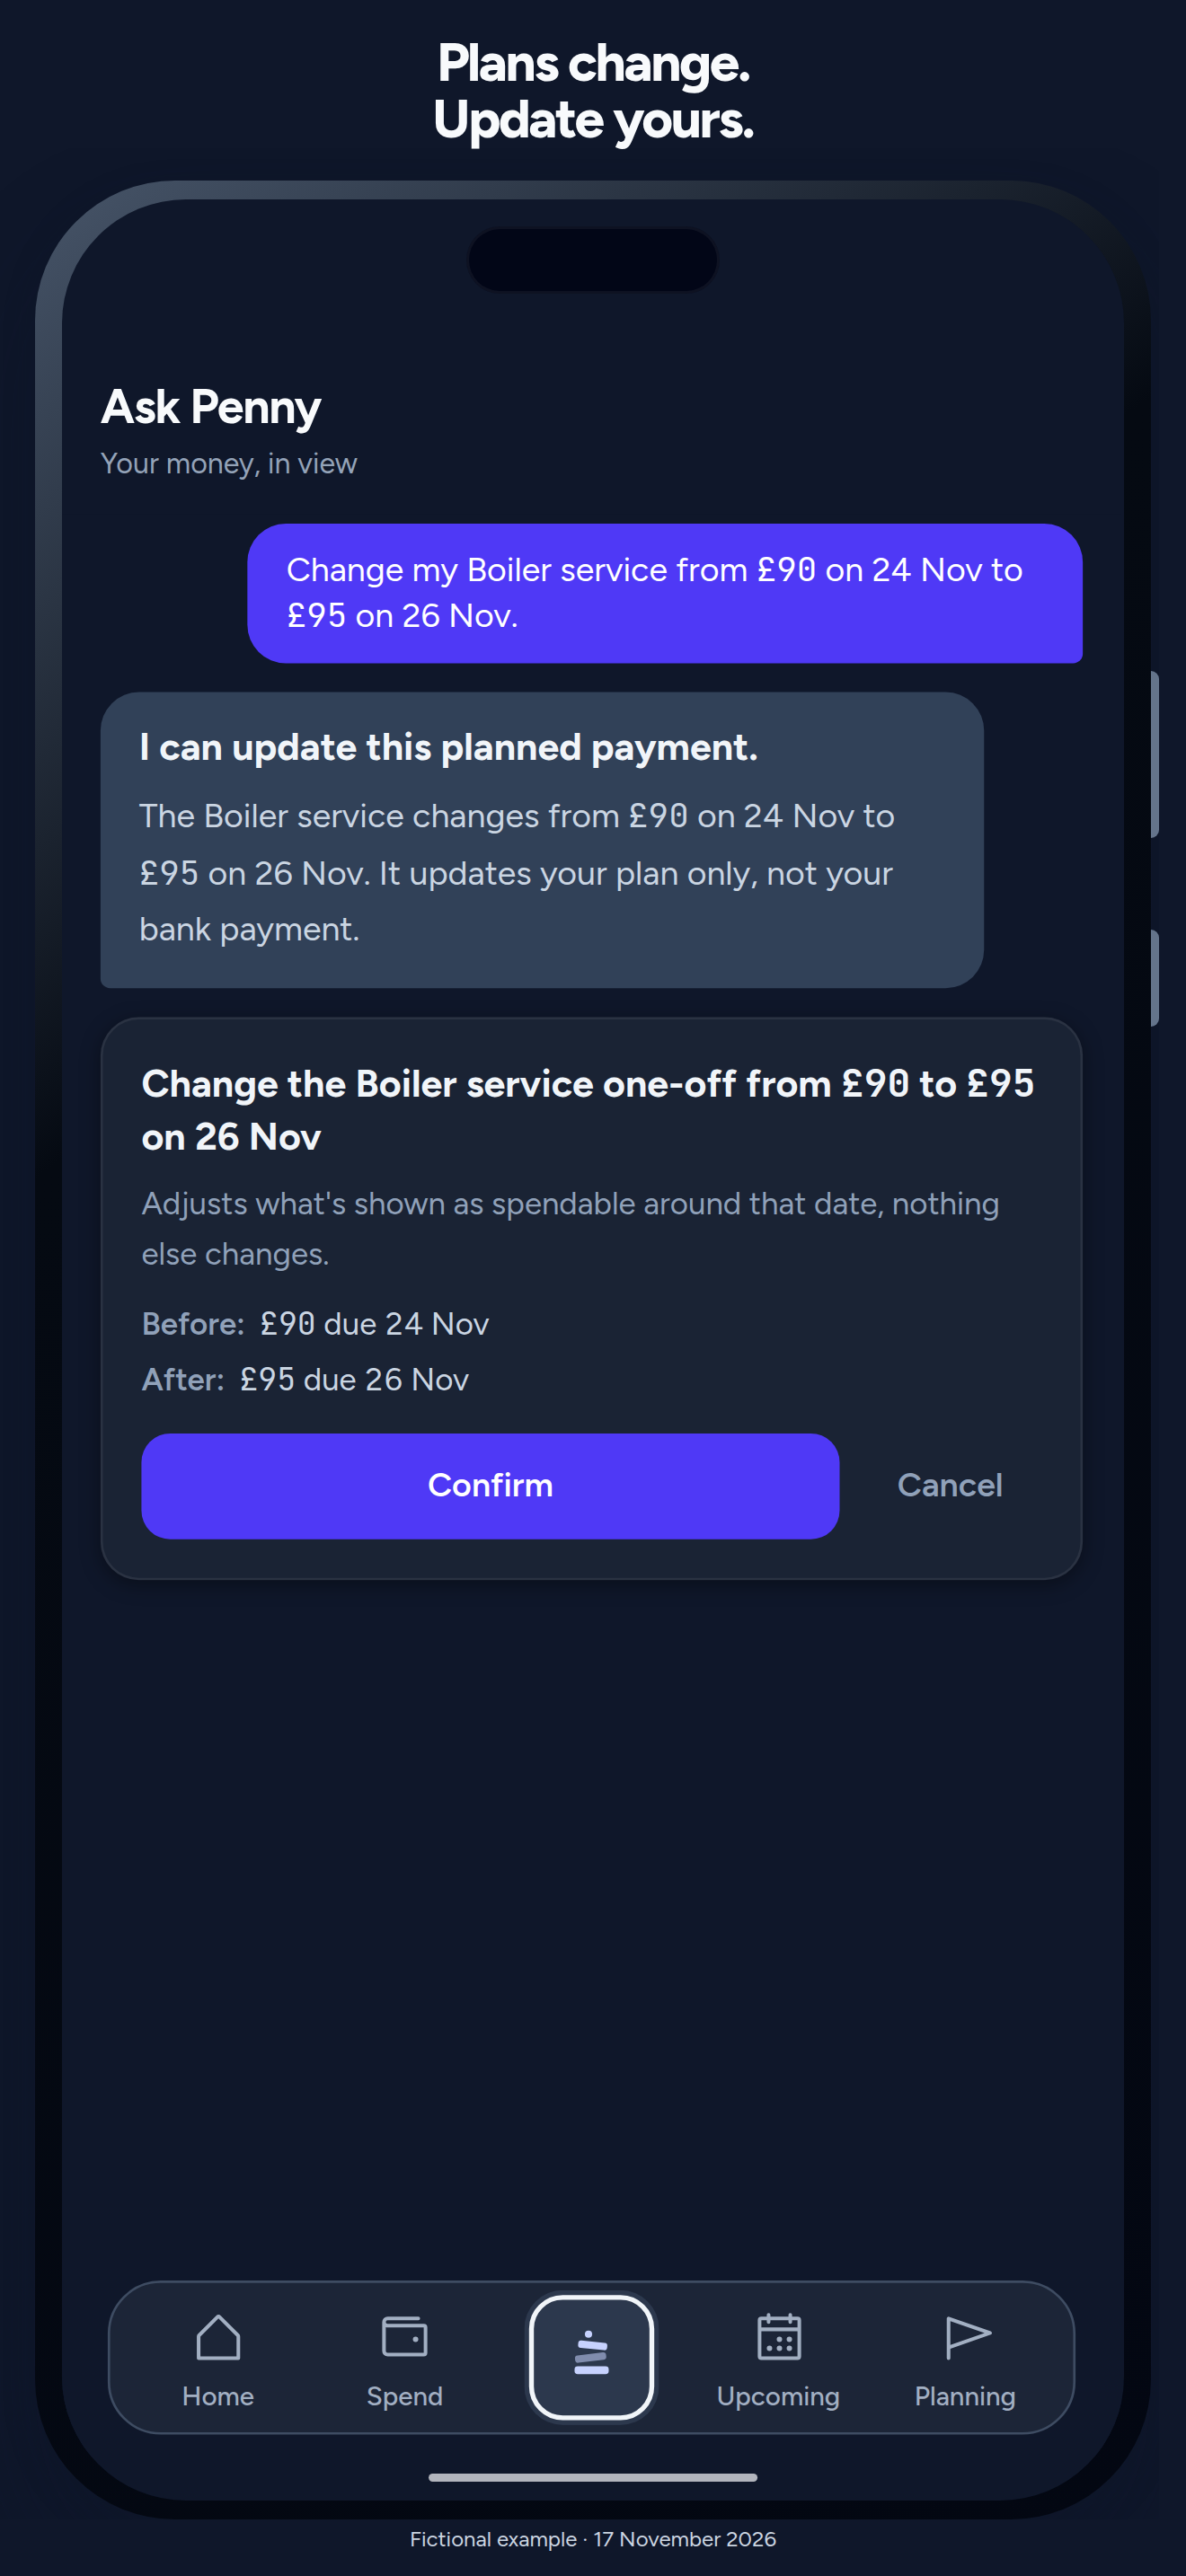 Plans change.
Update yours.
Ask Penny
Your money, in view
Change my Boiler service from £90 on 24 Nov to
£95 on 26 Nov.
I can update this planned payment.
The Boiler service changes from £90 on 24 Nov to
£95 on 26 Nov. It updates your plan only, not your
bank payment.
Change the Boiler service one-off from £90 to £95
on 26 Nov
Adjusts what's shown as spendable around that date, nothing
else changes.
Before: £90 due 24 Nov
After: £95 due 26 Nov
Confirm Cancel
Home Spend Upcoming Planning
Fictional example · 17 November 2026